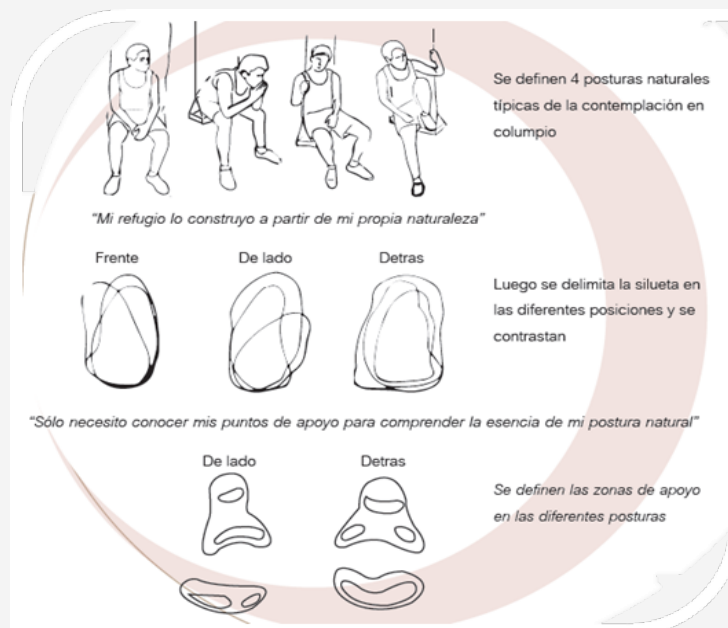 Se definen 4 posturas naturales
típicas de la contemplación en
columpio
“Mi refugio lo construyo a partir de mi propia naturaleza”
Frente
De lado
Detras
Luego se delimita la silueta en
las diferentes posiciones y se
contrastan
“Sólo necesito conocer mis puntos de apoyo para comprender la esencia de mi postura natural”
De lado
Detras
Se definen las zonas de apoyo
en las diferentes posturas